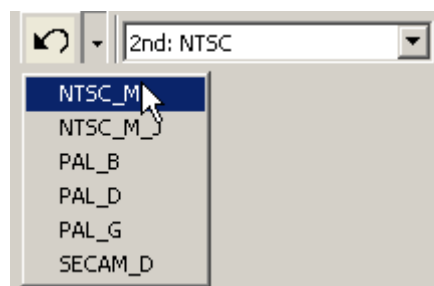 2nd: NTSC
NTSC_M
NTSC_M_J
PAL_B
PAL_D
PAL_G
SECAM_D